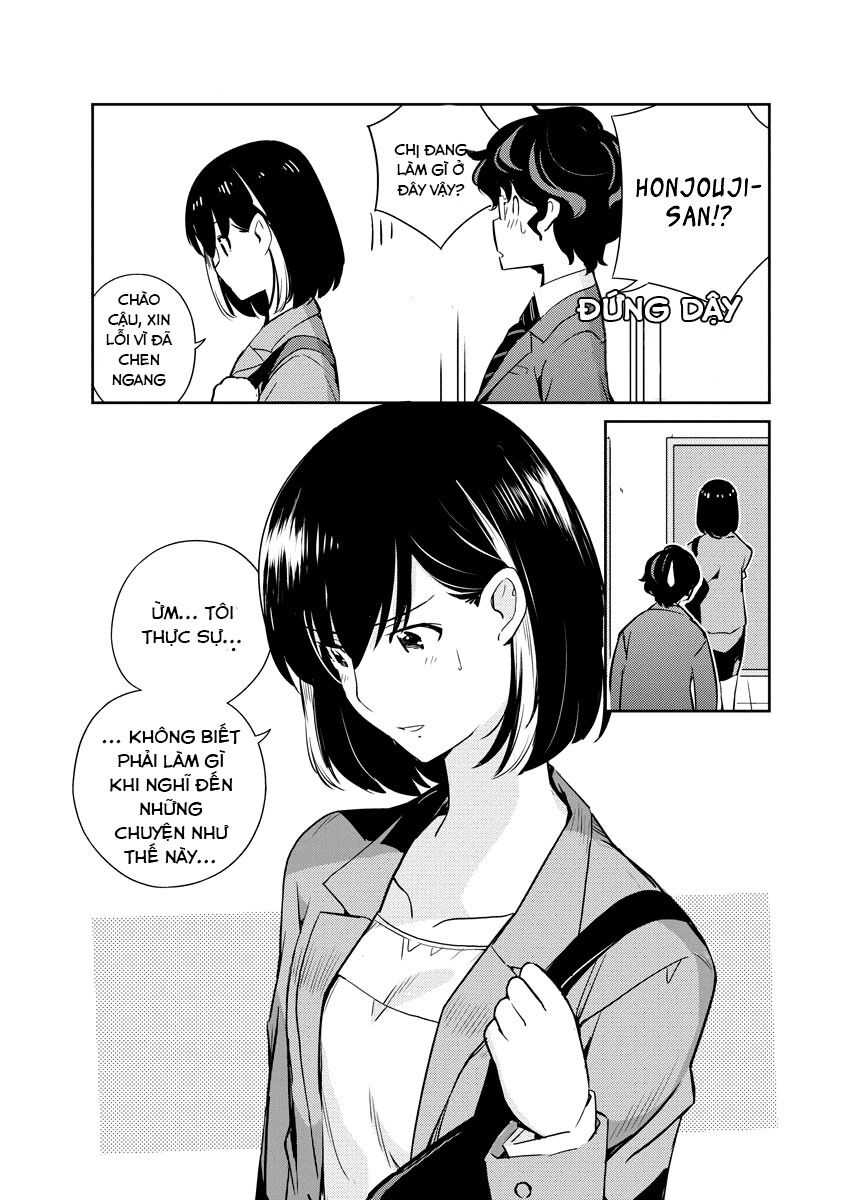 HONJOUJI-
SAN!?
ĐỨNG DẬY
CHỊ ĐANG
LÀM GÌ Ở
ĐÂY VẬY?
CHÀO
CẬU, XIN
LỖI VÌ ĐÃ
CHEN
NGANG
ỪM... TÔI
THỰC SỰ...
... KHÔNG BIẾT
PHẢI LÀM GÌ
KHI NGHĨ ĐẾN
NHỮNG
CHUYỆN NHƯ
THẾ NÀY...